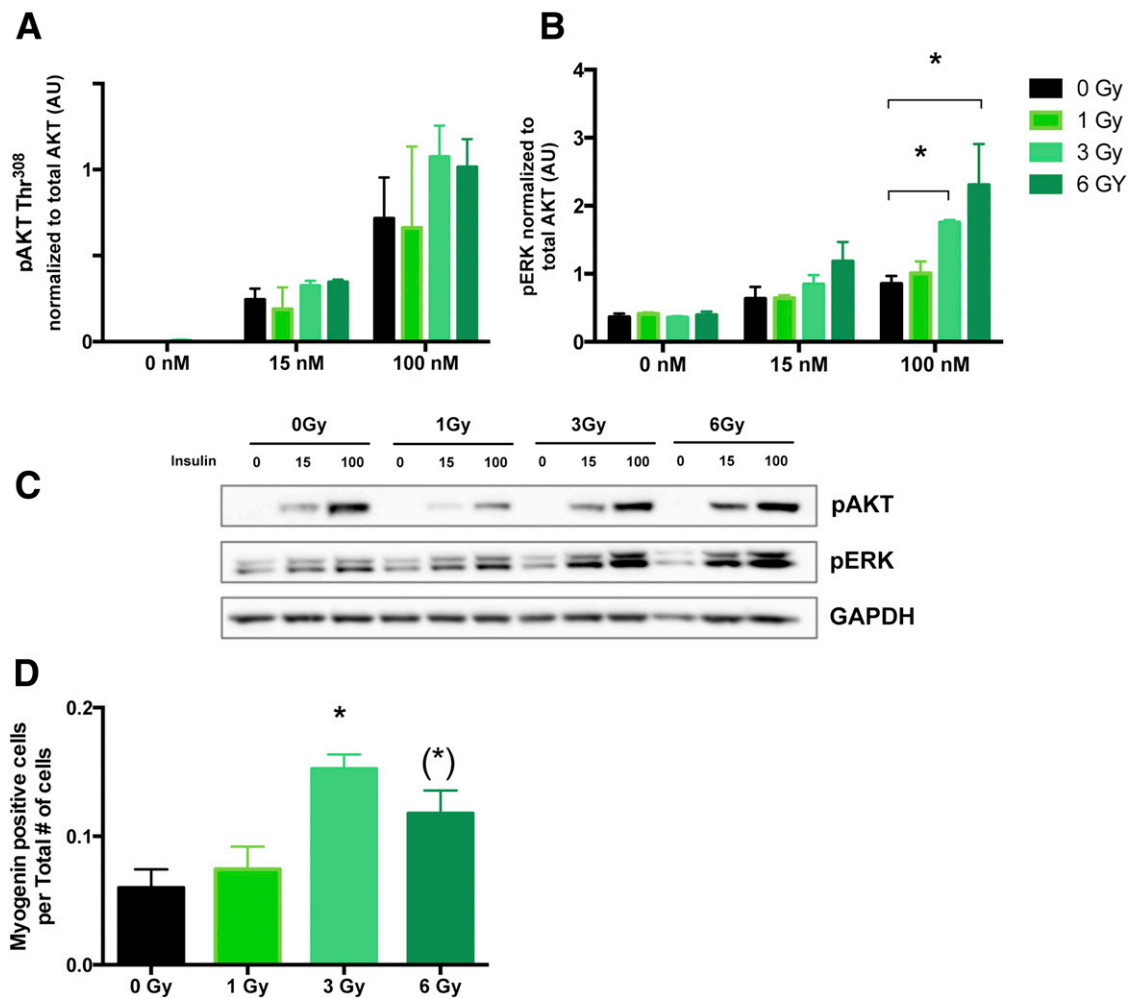 A
pAKT Thr308
normalized to total AKT (AU)
1
0
0 nM 15 nM 100 nM
B
pERK normalized to
total AKT (AU)
4
3
2
1
0
*
*
0 nM 15 nM 100 nM
0 Gy
1 Gy
3 Gy
6 GY
C
0Gy 1Gy 3Gy 6Gy
Insulin 0 15 100 0 15 100 0 15 100 0 15 100
pAKT
pERK
GAPDH
D
Myogenin positive cells
per Total # of cells
0.2
0.1
0.0
*
(*)
0 Gy 1 Gy 3 Gy 6 Gy